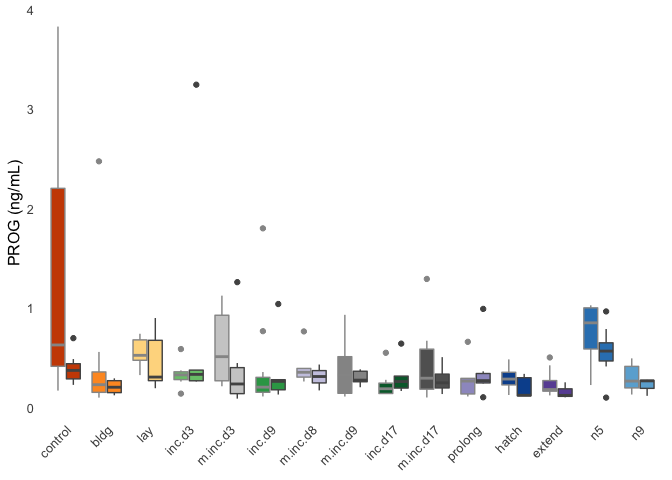 4
3
2
1
0
PROG (ng/mL)
control
bldg
lay
inc.d3
m.inc.d3
inc.d9
m.inc.d8
m.inc.d9
inc.d17
m.inc.d17
prolong
hatch
extend
n5
n9